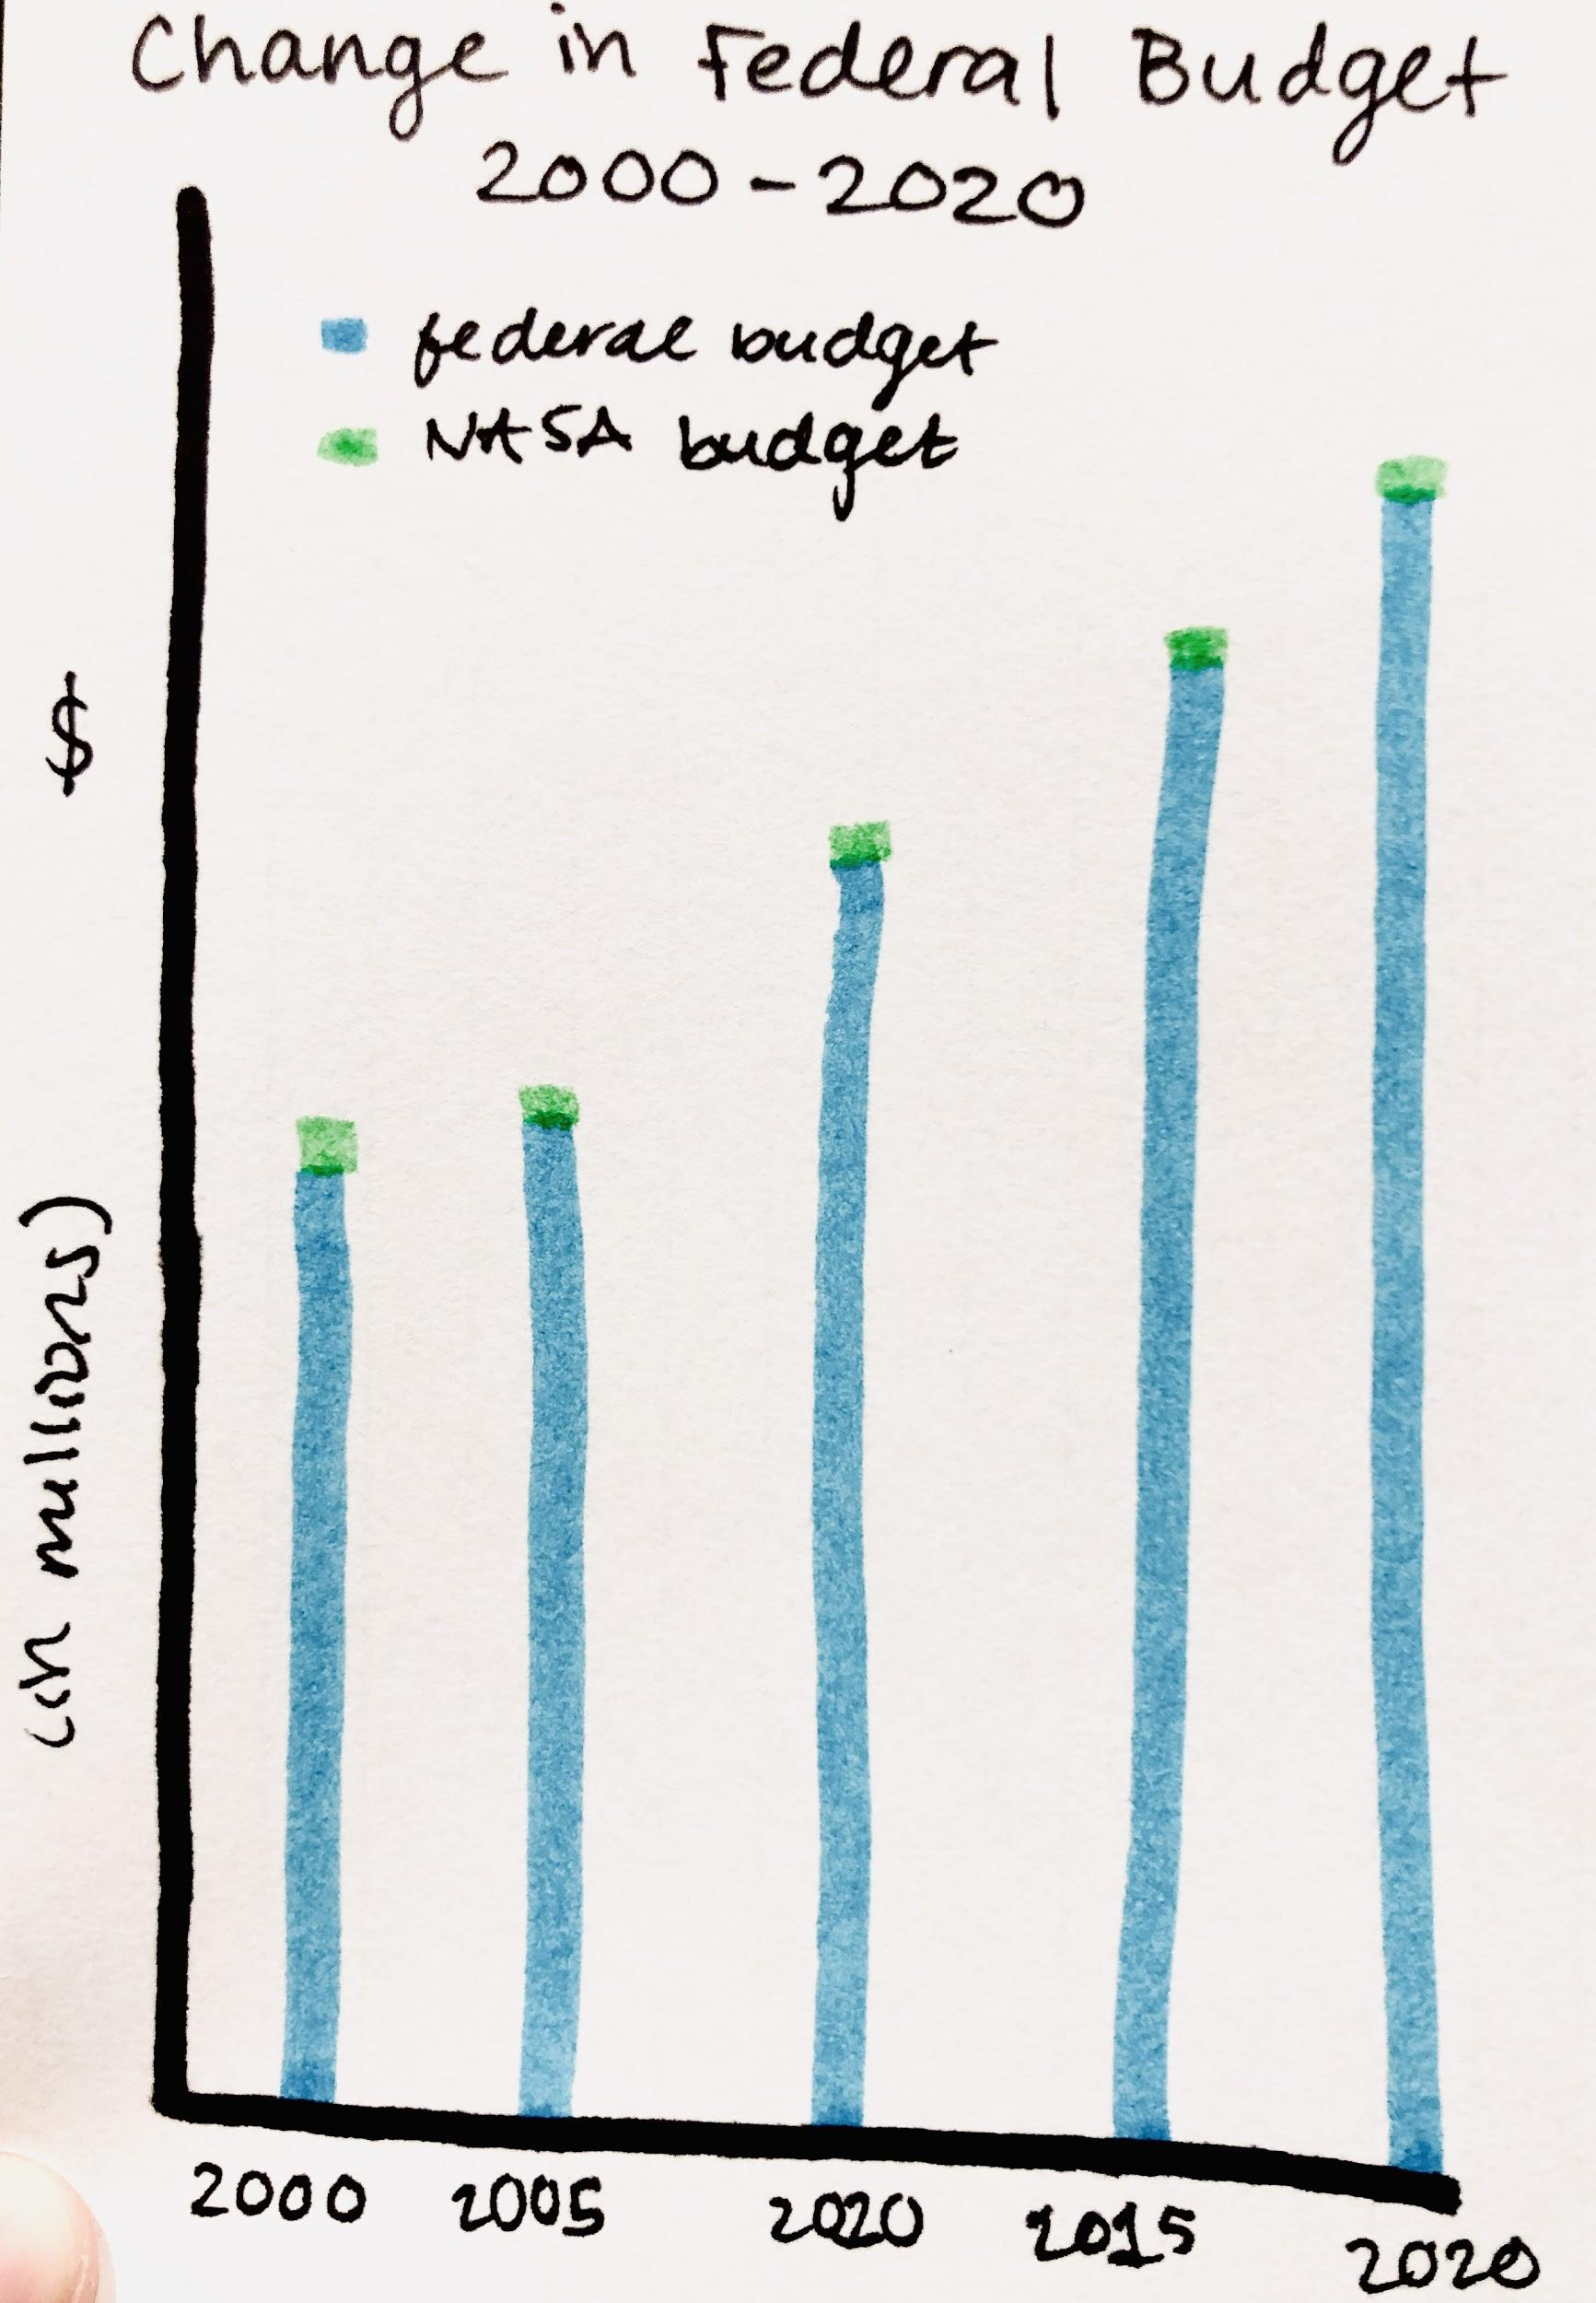 Change in Federal Budget
2000-2020
federal budget
NASA budget
$
(in millions)
2000 2005 2020 2015 2020